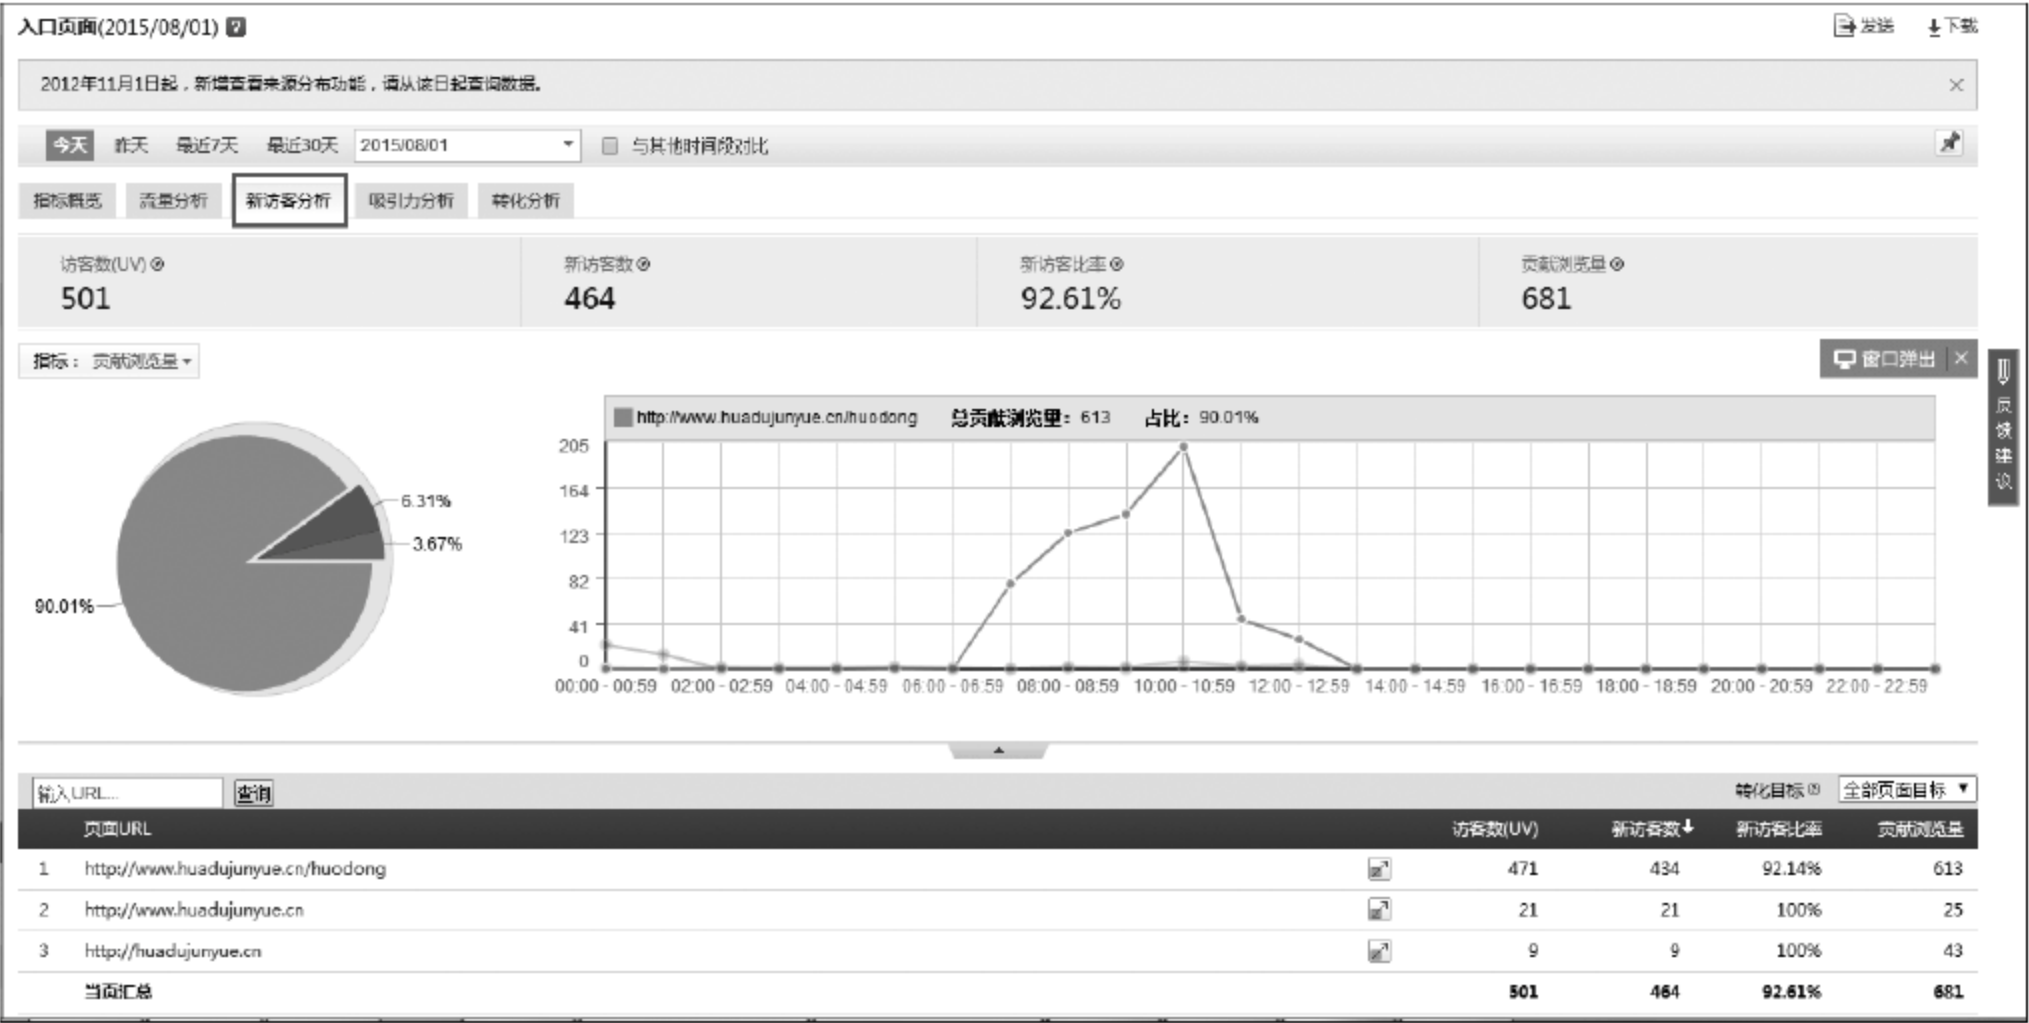 入口页面(2015/08/01) ?
发送 下载
2012年11月1日起，新增查看来源分布功能，请从该日起查询数据。
今天 昨天 最近7天 最近30天 2015/08/01 与其他时间段对比
指标概览 流量分析 新访客分析 吸引力分析 转化分析
访客数(UV) 新访客数 新访客比率 贡献浏览量
501 464 92.61% 681
指标： 贡献浏览量
窗口弹出
反馈建议
http://www.huadujunyue.cn/huodong 总贡献浏览量：613 占比：90.01%
6.31%
3.67%
90.01%
205
164
123
82
41
0
00:00 - 00:59 02:00 - 02:59 04:00 - 04:59 06:00 - 06:59 08:00 - 08:59 10:00 - 10:59 12:00 - 12:59 14:00 - 14:59 16:00 - 16:59 18:00 - 18:59 20:00 - 20:59 22:00 - 22:59
输入URL... 查询 转化目标 全部页面目标
页面URL 访客数(UV) 新访客数 新访客比率 贡献浏览量
1 http://www.huadujunyue.cn/huodong 471 434 92.14% 613
2 http://www.huadujunyue.cn 21 21 100% 25
3 http://huadujunyue.cn 9 9 100% 43
当页汇总 501 464 92.61% 681